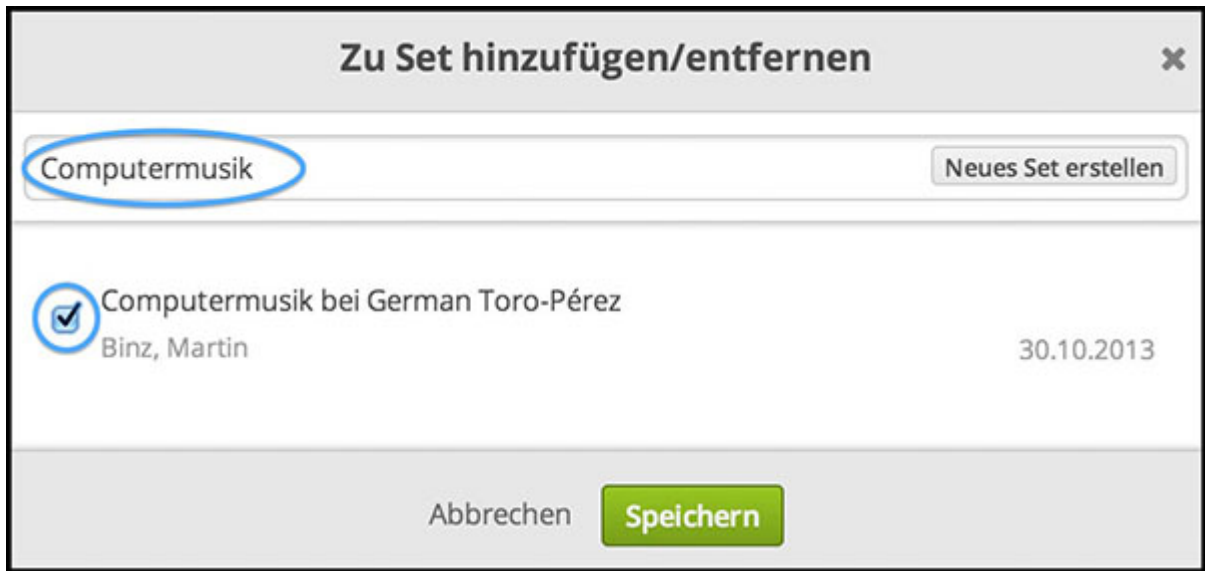 Zu Set hinzufügen/entfernen
Computermusik Neues Set erstellen
Computermusik bei German Toro-Pérez
Binz, Martin 30.10.2013
Abbrechen Speichern